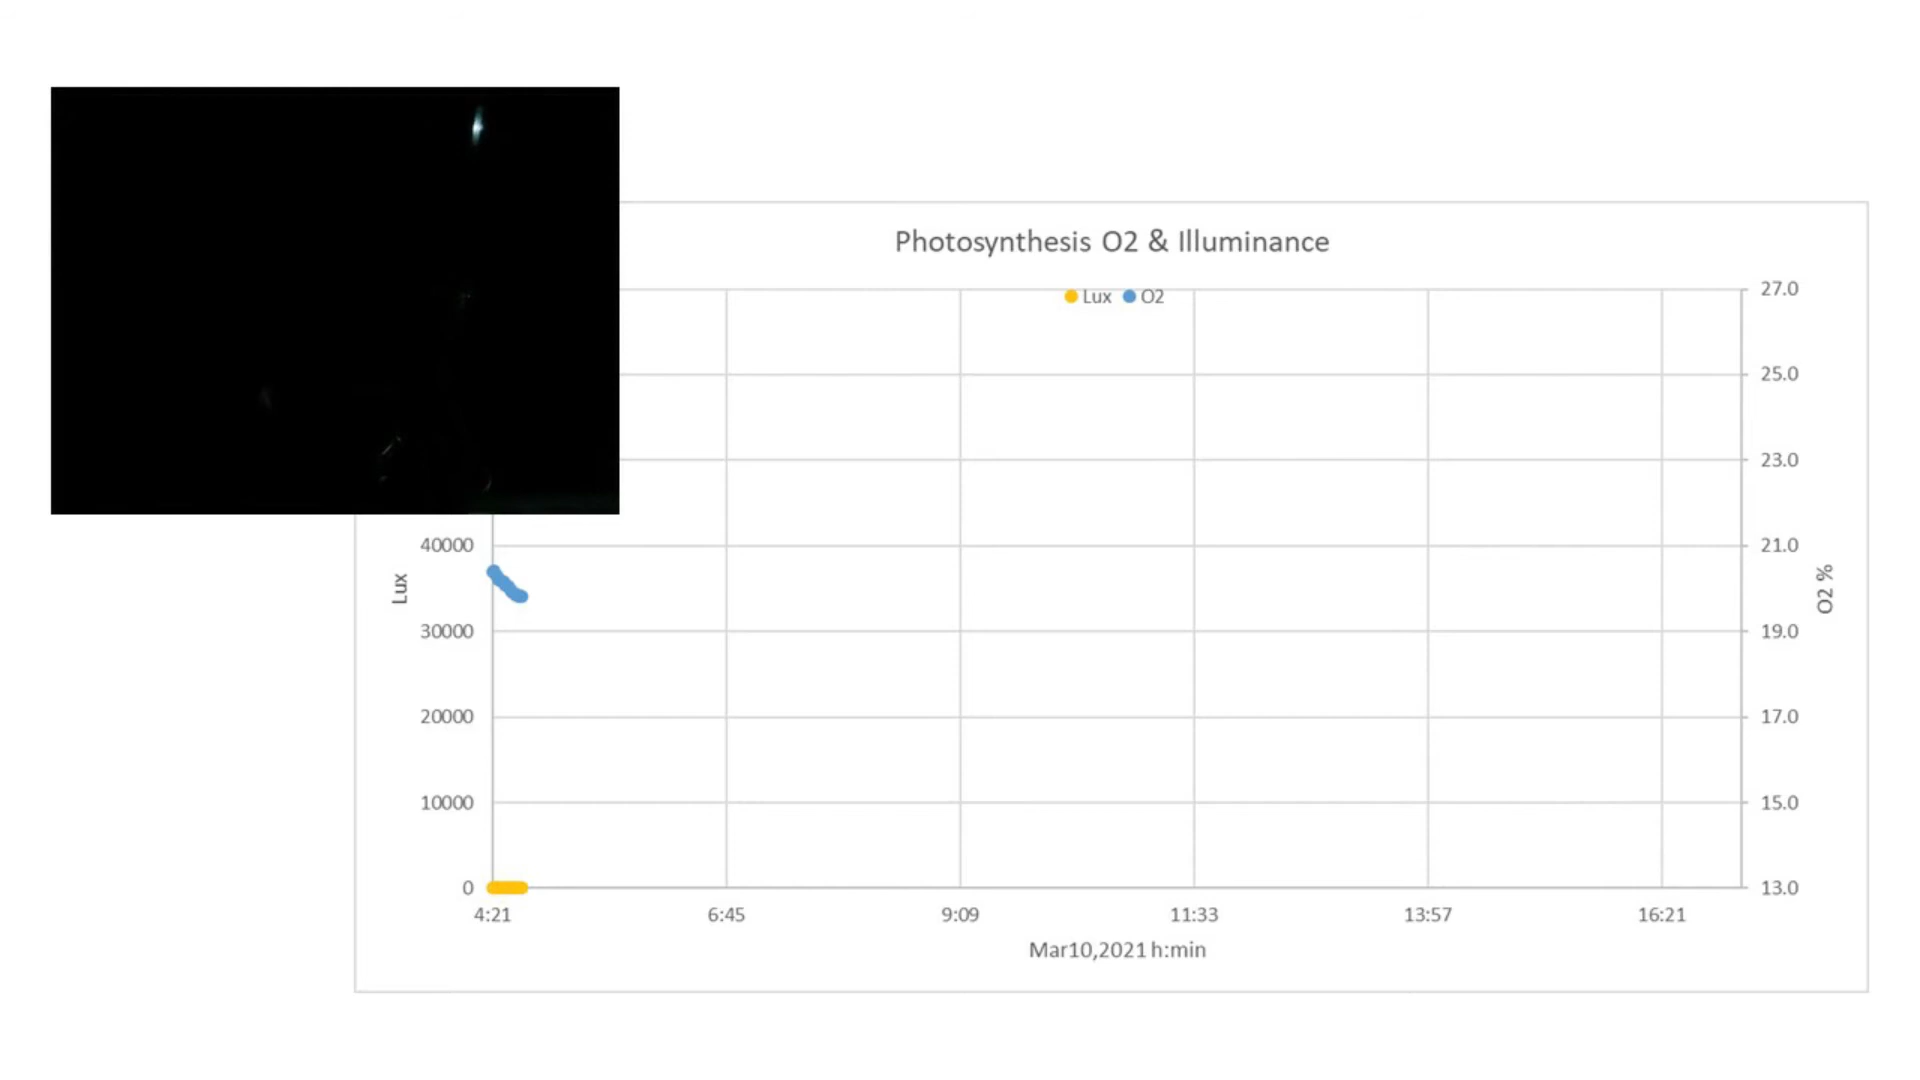 Photosynthesis O2 & Illuminance
Lux O2
27.0
25.0
23.0
40000 21.0
30000 19.0
20000 17.0
10000 15.0
0 13.0
Lux
O2 %
4:21 6:45 9:09 11:33 13:57 16:21
Mar10,2021 h:min